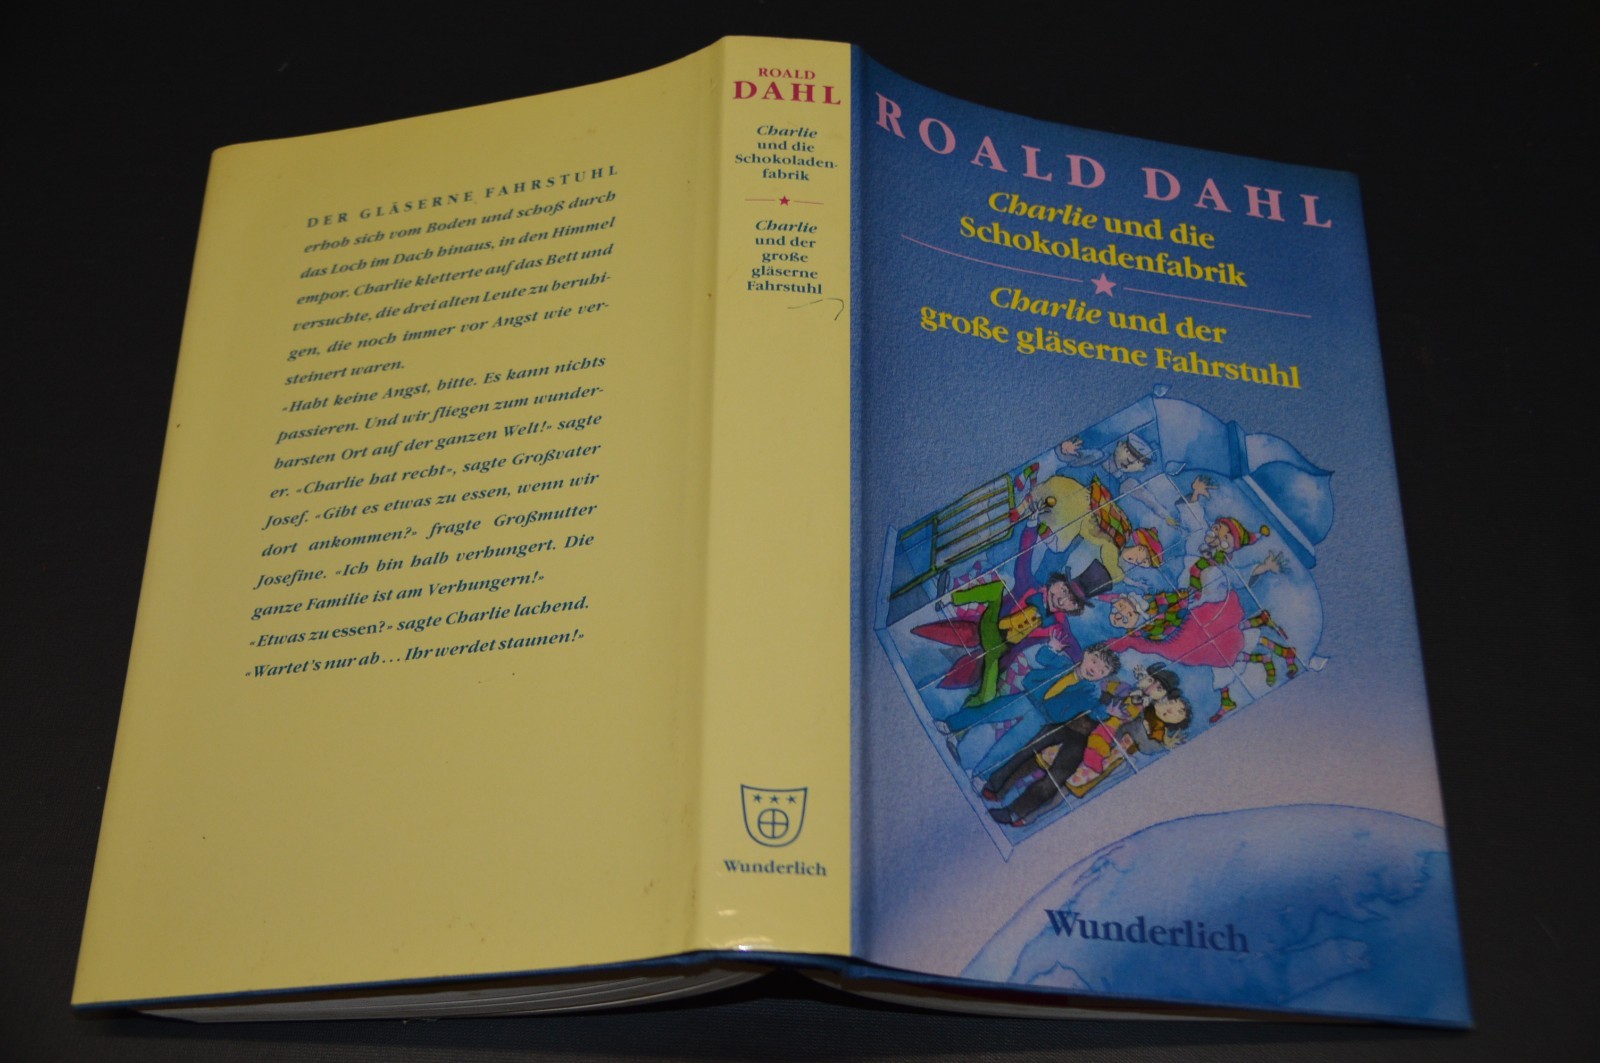 DER GLÄSERNE FAHRSTUHL
erhob sich vom Boden und schoß durch
das Loch im Dach hinaus, in den Himmel
empor. Charlie kletterte auf das Bett und
versuchte, die drei alten Leute zu beruhi-
gen, die noch immer vor Angst wie ver-
steinert waren.
«Habt keine Angst, bitte. Es kann nichts
passieren. Und wir fliegen zum wunder-
barsten Ort auf der ganzen Welt!» sagte
er. «Charlie hat recht», sagte Großvater
Josef. «Gibt es etwas zu essen, wenn wir
dort ankommen?» fragte Großmutter
Josefine. «Ich bin halb verhungert. Die
ganze Familie ist am Verhungern!»
«Etwas zu essen?» sagte Charlie lachend.
«Wartet's nur ab... Ihr werdet staunen!»
ROALD
DAHL
Charlie
und die
Schokoladen-
fabrik
Charlie
und der
große
gläserne
Fahrstuhl
Wunderlich
ROALD DAHL
Charlie und die
Schokoladenfabrik
Charlie und der
große gläserne Fahrstuhl
Wunderlich